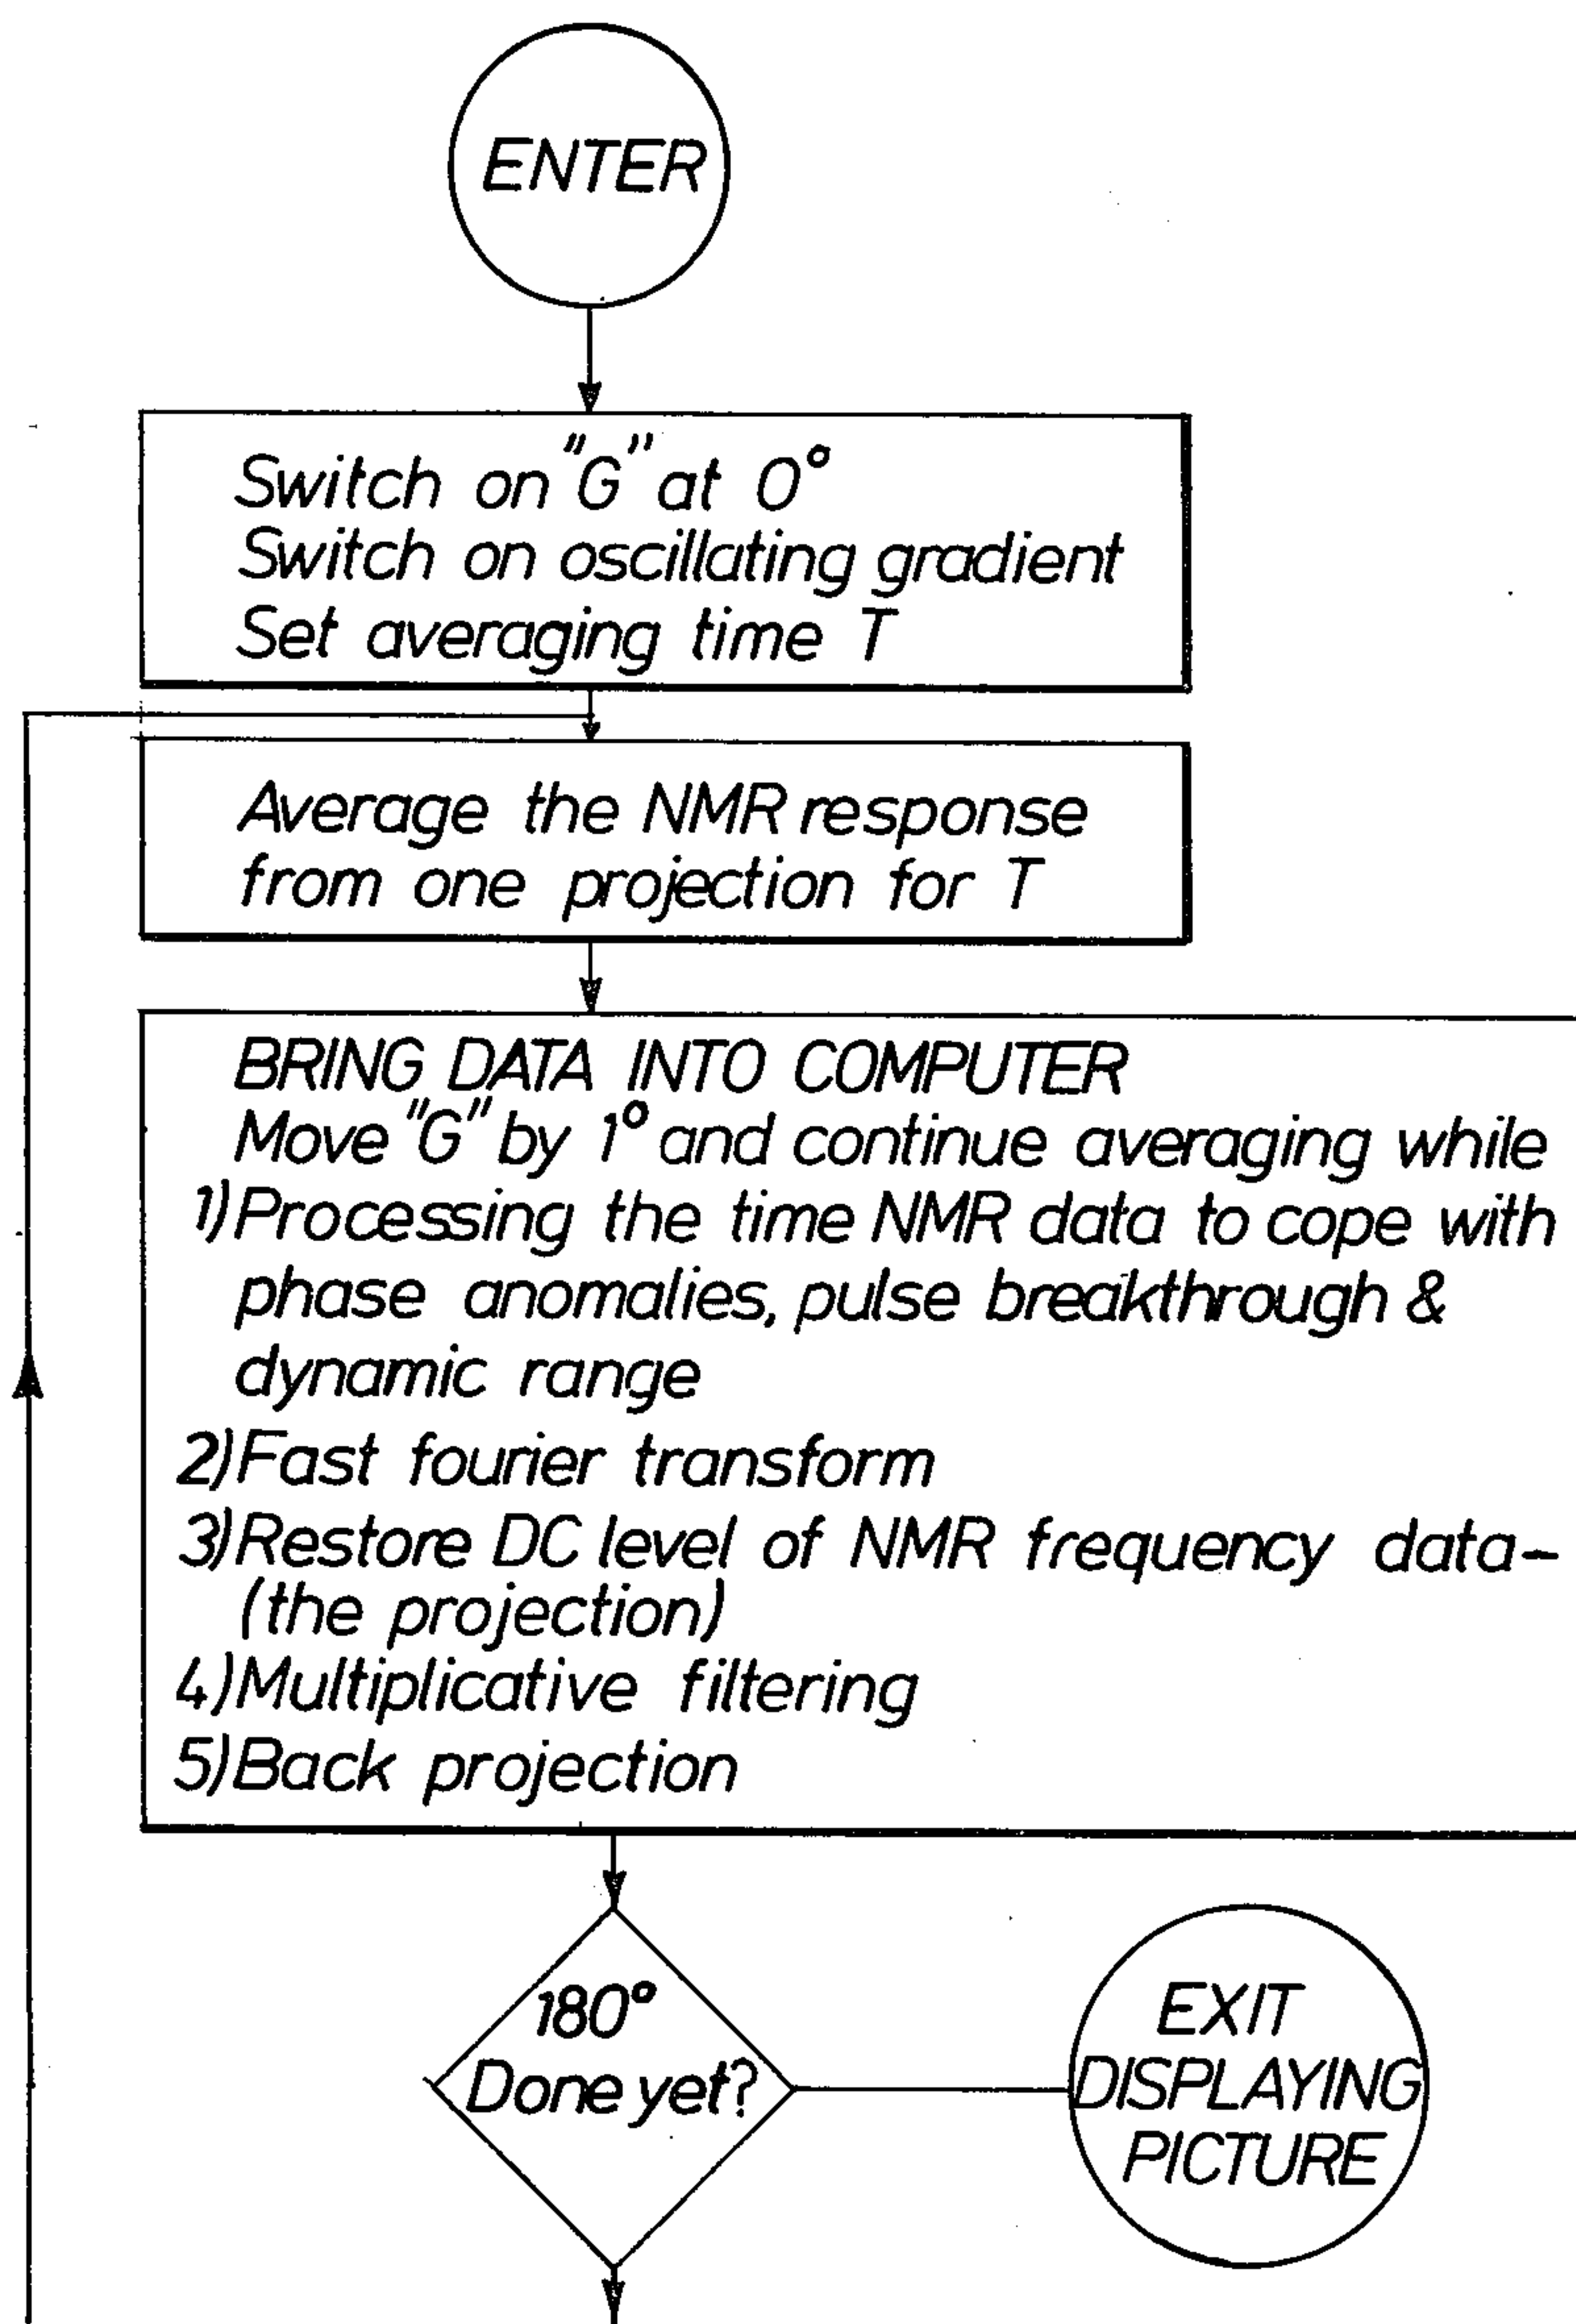 ENTER
Switch on "G" at 0°
Switch on oscillating gradient
Set averaging time T
Average the NMR response
from one projection for T
BRING DATA INTO COMPUTER
Move "G" by 1° and continue averaging while
1) Processing the time NMR data to cope with
phase anomalies, pulse breakthrough &
dynamic range
2) Fast fourier transform
3) Restore DC level of NMR frequency data-
(the projection)
4) Multiplicative filtering
5) Back projection
180°
Done yet?
EXIT
DISPLAYING
PICTURE